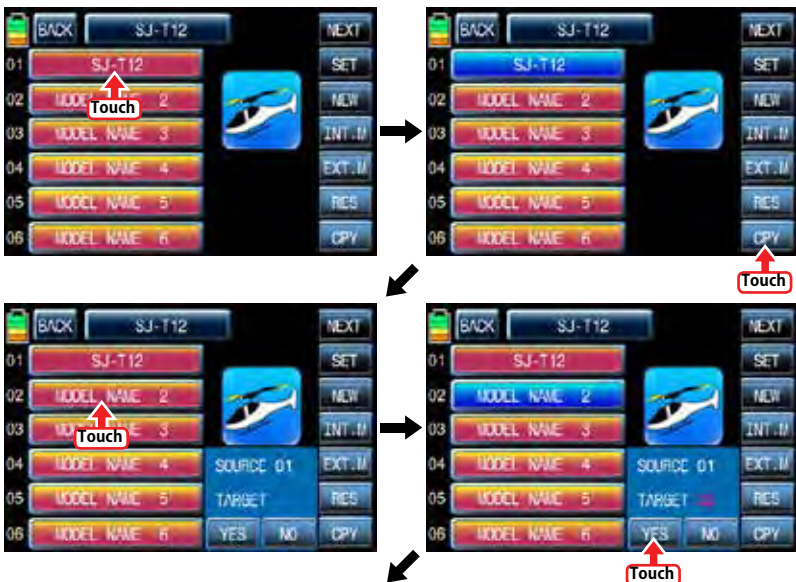 BACK SJ-T12 NEXT
01 SJ-T12 SET
02 MODEL NAME 2 NEW
Touch
03 MODEL NAME 3 INT.M
04 MODEL NAME 4 EXT.M
05 MODEL NAME 5 RES
06 MODEL NAME 6 CPY
BACK SJ-T12 NEXT
01 SJ-T12 SET
02 MODEL NAME 2 NEW
03 MODEL NAME 3 INT.M
04 MODEL NAME 4 EXT.M
05 MODEL NAME 5 RES
06 MODEL NAME 6 CPY
Touch
BACK SJ-T12 NEXT
01 SJ-T12 SET
02 MODEL NAME 2 NEW
03 MODEL NAME 3 INT.M
Touch
04 MODEL NAME 4 SOURCE 01 EXT.M
05 MODEL NAME 5 TARGET RES
06 MODEL NAME 6 YES NO CPY
BACK SJ-T12 NEXT
01 SJ-T12 SET
02 MODEL NAME 2 NEW
03 MODEL NAME 3 INT.M
04 MODEL NAME 4 SOURCE 01 EXT.M
05 MODEL NAME 5 TARGET RES
06 MODEL NAME 6 YES NO CPY
Touch